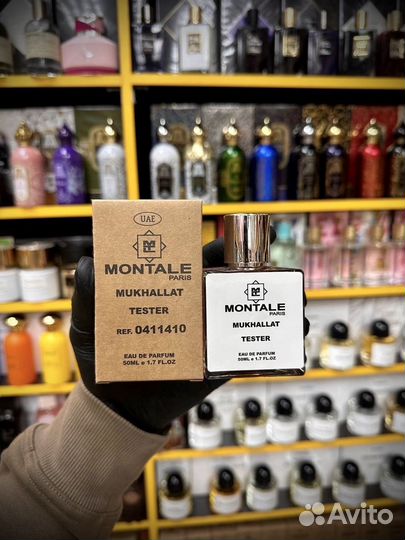 UAE
MONTALE
PARIS
MUKHALLAT
TESTER
REF. 0411410
EAU DE PARFUM
50ML e 1.7 FL.OZ
MONTALE
PARIS
MUKHALLAT
TESTER
EAU DE PARFUM
50ML e 1.7 FL.OZ
Avito